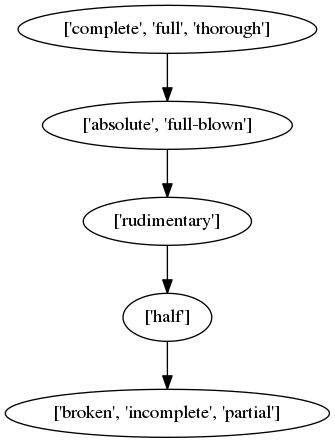 ['complete', 'full', 'thorough']
['absolute', 'full-blown']
['rudimentary']
['half']
['broken', 'incomplete', 'partial']